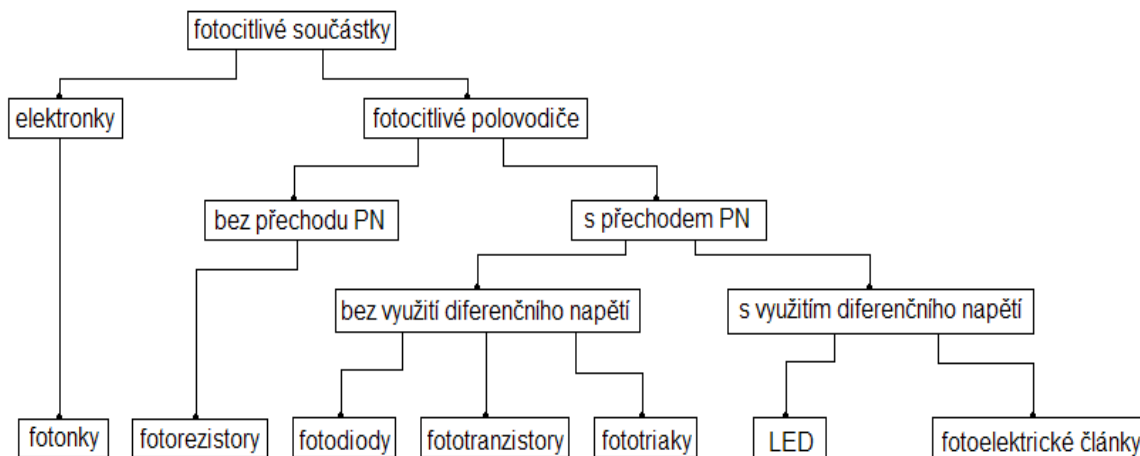 fotocitlivé součástky
elektronky
fotocitlivé polovodiče
bez přechodu PN
s přechodem PN
bez využití diferenčního napětí
s využitím diferenčního napětí
fotonky
fotorezistory
fotodiody
fototranzistory
fototriaky
LED
fotoelektrické články